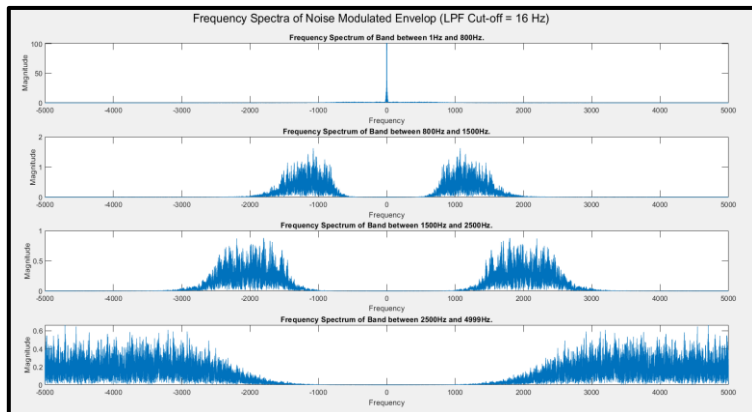 Frequency Spectra of Noise Modulated Envelop (LPF Cut-off = 16 Hz)
Frequency Spectrum of Band between 1Hz and 800Hz.
Magnitude
100
50
0
-5000 -4000 -3000 -2000 -1000 0 1000 2000 3000 4000 5000
Frequency
Frequency Spectrum of Band between 800Hz and 1500Hz.
Magnitude
2
1
0
-5000 -4000 -3000 -2000 -1000 0 1000 2000 3000 4000 5000
Frequency
Frequency Spectrum of Band between 1500Hz and 2500Hz.
Magnitude
1
0.5
0
-5000 -4000 -3000 -2000 -1000 0 1000 2000 3000 4000 5000
Frequency
Frequency Spectrum of Band between 2500Hz and 4999Hz.
Magnitude
0.6
0.4
0.2
0
-5000 -4000 -3000 -2000 -1000 0 1000 2000 3000 4000 5000
Frequency